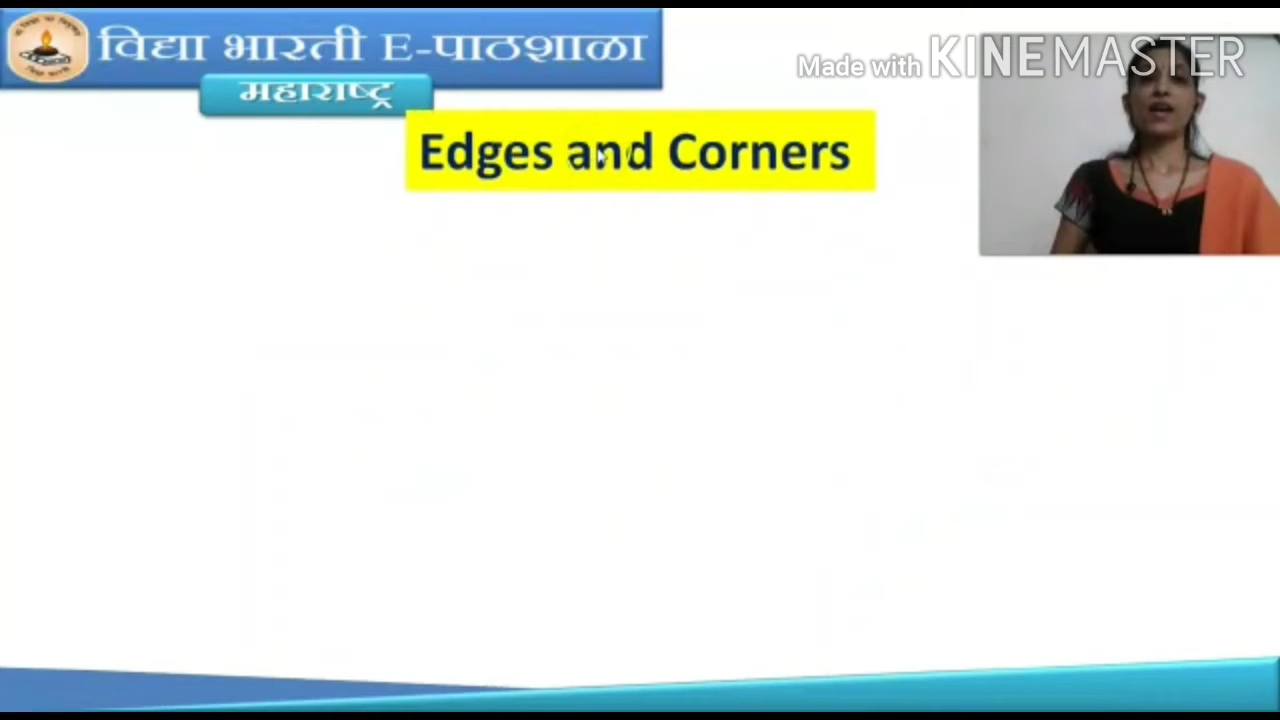 विद्या भारती E-पाठशाळा
Made with KINEMASTER
महाराष्ट्र
Edges and Corners